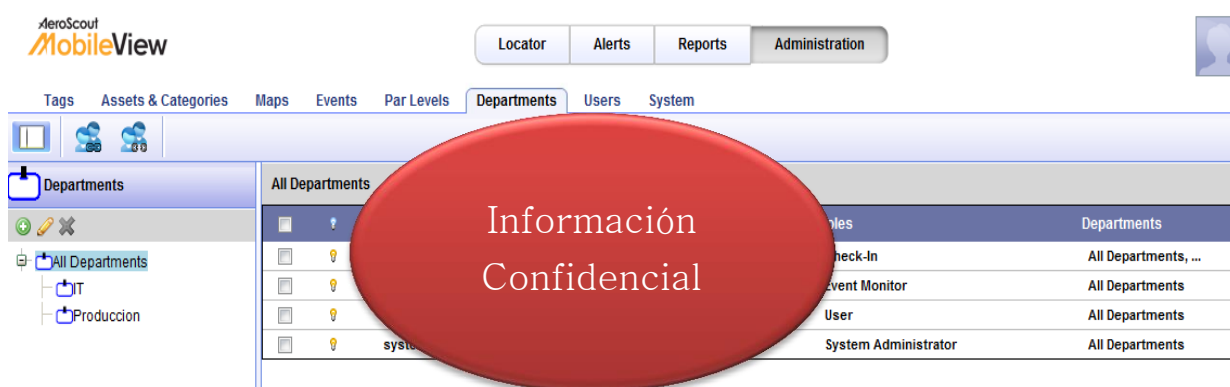 AeroScout
MobileView
Locator Alerts Reports Administration
Tags Assets & Categories Maps Events Par Levels Departments Users System
Departments
All Departments
Departments
All Departments
IT
Produccion
Información
Confidencial
All Departments, ...
Event Monitor All Departments
User All Departments
System Administrator All Departments